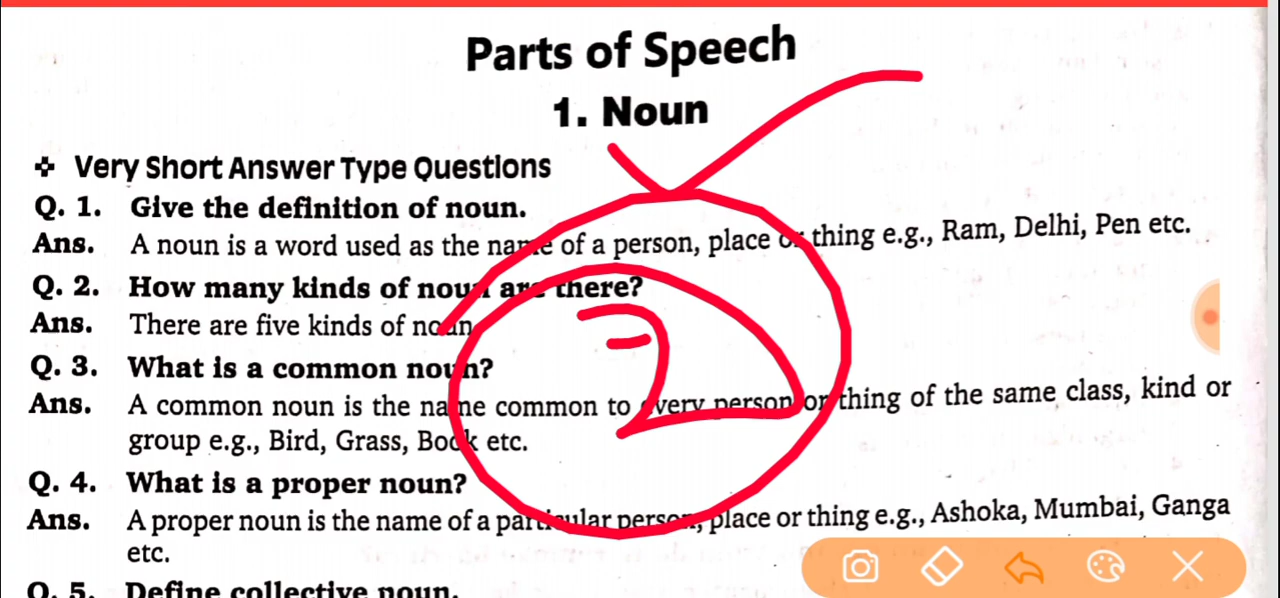 Parts of Speech
1. Noun
✣ Very Short Answer Type Questions
Q. 1. Give the definition of noun.
Ans. A noun is a word used as the name of a person, place or thing e.g., Ram, Delhi, Pen etc.
Q. 2. How many kinds of noun are there?
Ans. There are five kinds of noun
Q. 3. What is a common noun?
Ans. A common noun is the name common to every person or thing of the same class, kind or
group e.g., Bird, Grass, Book etc.
Q. 4. What is a proper noun?
Ans. A proper noun is the name of a particular person, place or thing e.g., Ashoka, Mumbai, Ganga
etc.
Q. 5. Define collective noun.
2